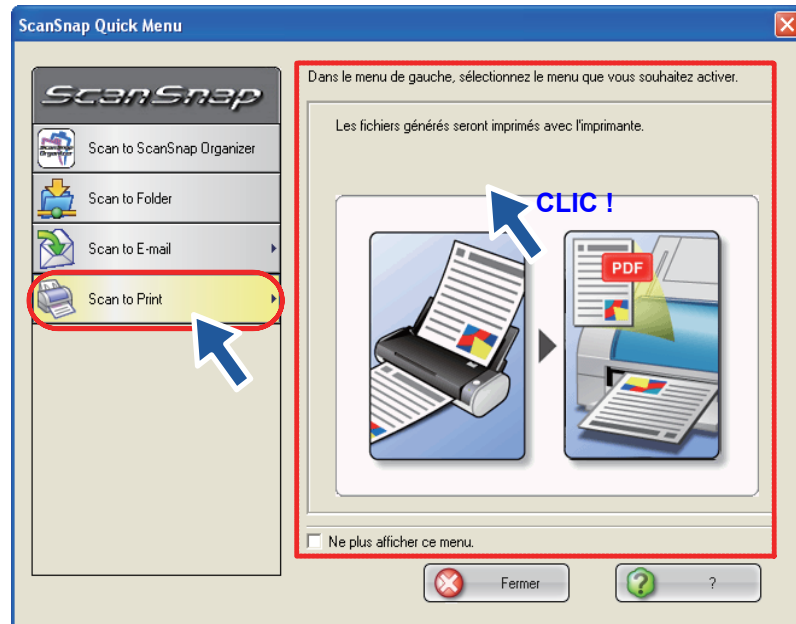 ScanSnap Quick Menu
ScanSnap
Scan to ScanSnap Organizer
Scan to Folder
Scan to E-mail
Scan to Print
Dans le menu de gauche, sélectionnez le menu que vous souhaitez activer.
Les fichiers générés seront imprimés avec l'imprimante.
CLIC !
PDF
Ne plus afficher ce menu.
Fermer
?